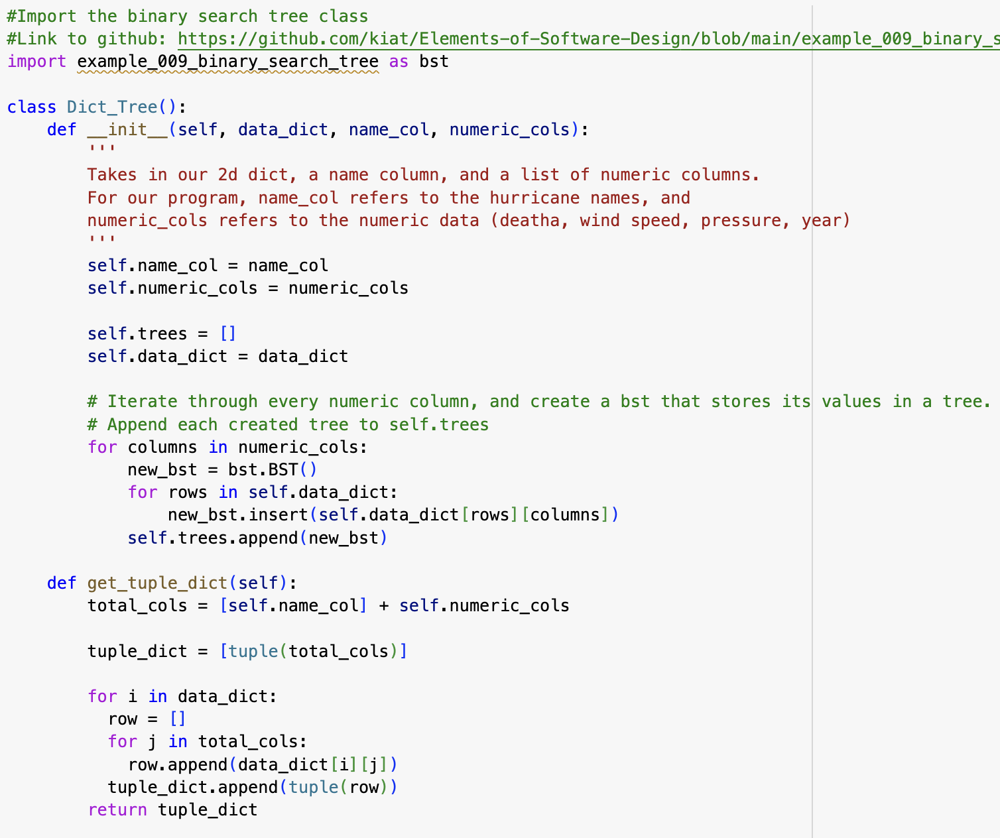 #Import the binary search tree class
#Link to github: https://github.com/kiat/Elements-of-Software-Design/blob/main/example_009_binary_s
import example_009_binary_search_tree as bst

class Dict_Tree():
    def __init__(self, data_dict, name_col, numeric_cols):
        '''
        Takes in our 2d dict, a name column, and a list of numeric columns.
        For our program, name_col refers to the hurricane names, and
        numeric_cols refers to the numeric data (deatha, wind speed, pressure, year)
        '''
        self.name_col = name_col
        self.numeric_cols = numeric_cols

        self.trees = []
        self.data_dict = data_dict

        # Iterate through every numeric column, and create a bst that stores its values in a tree.
        # Append each created tree to self.trees
        for columns in numeric_cols:
            new_bst = bst.BST()
            for rows in self.data_dict:
                new_bst.insert(self.data_dict[rows][columns])
            self.trees.append(new_bst)

    def get_tuple_dict(self):
        total_cols = [self.name_col] + self.numeric_cols

        tuple_dict = [tuple(total_cols)]

        for i in data_dict:
          row = []
          for j in total_cols:
            row.append(data_dict[i][j])
          tuple_dict.append(tuple(row))
        return tuple_dict